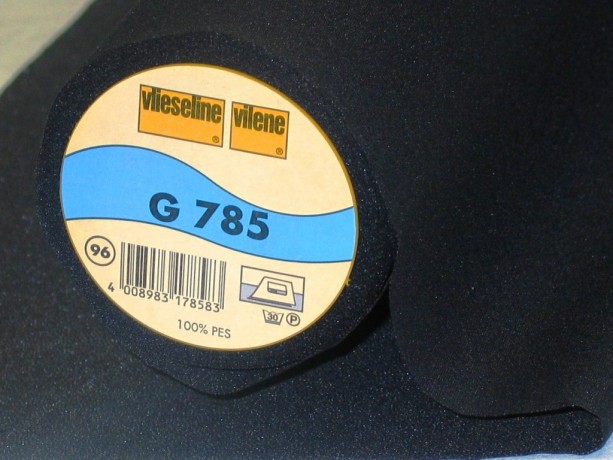 vlieseline ® vilene ®
G 785
96
4 008983 178583
30 P
100% PES